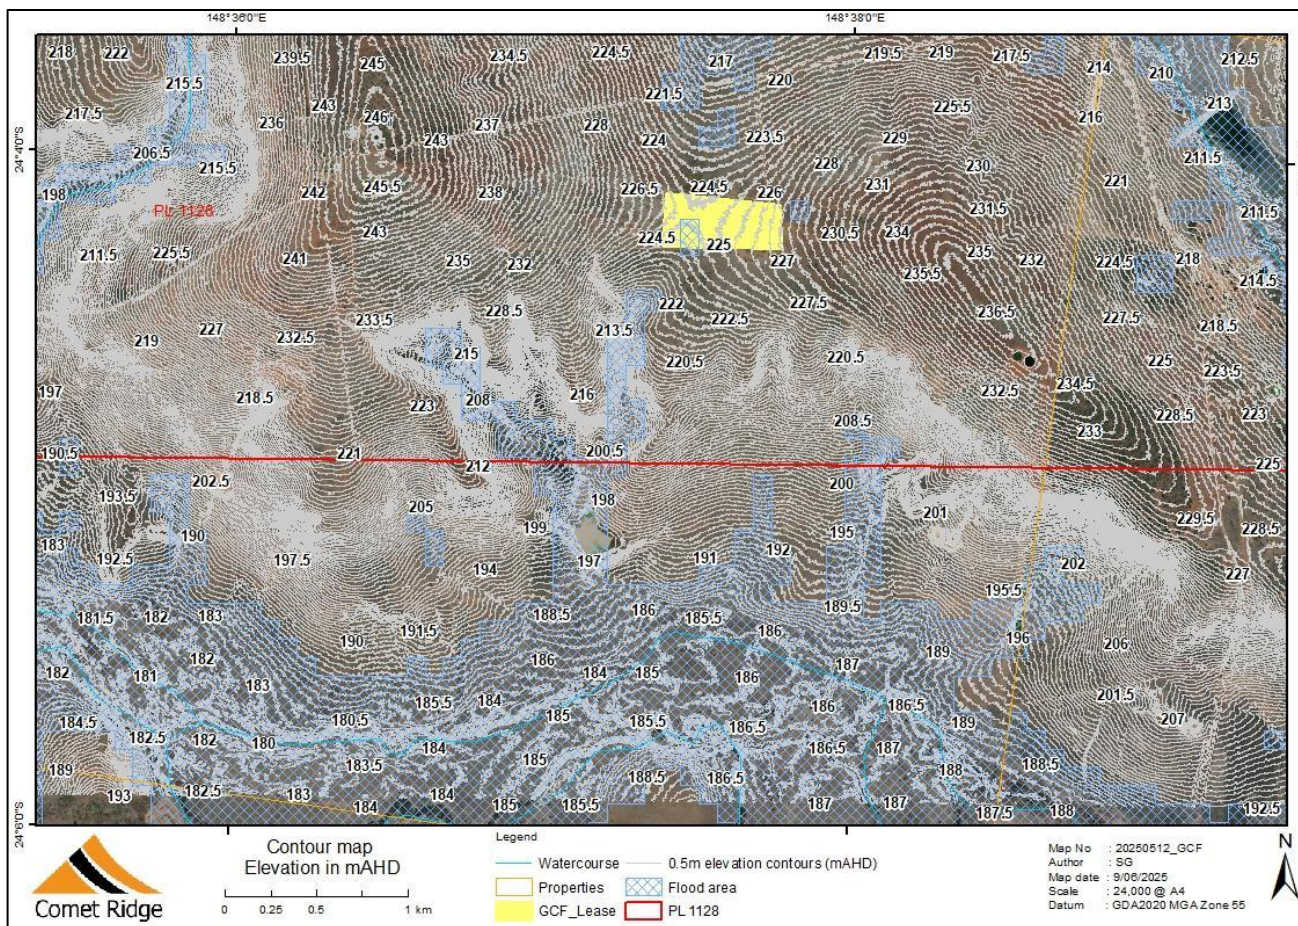 148°36'0"E 148°38'0"E
218 222 239.5 245 234.5 224.5 217 220 219.5 219 217.5 214 210 212.5
215.5 221.5 213
217.5 236 243 246 243 237 228 224 223.5 225.5 229 216
24°4'0"S
206.5 215.5 228 230 211.5
198 242 245.5 238 226.5 224.5 226 231 221
PL 1128 231.5 211.5
243 224.5 225 230.5 234
211.5 225.5 241 235 232 227 235.5 235 232 224.5 218 214.5
219 227 232.5 233.5 228.5 213.5 222 222.5 227.5 236.5 227.5 218.5
215 220.5 220.5 225 223.5
197 218.5 223 208 216 232.5 234.5 228.5 223
208.5 233
190.5 221 212 200.5 225
193.5 202.5 205 198 200 201
183 192.5 190 197.5 199 197 191 192 195 229.5 228.5
194 202 227
181.5 182 183 188.5 186 185.5 189.5 195.5
190 191.5 186 196 206
182 181 182 183 186 184 185 186 187 189
184.5 180.5 185.5 184 185 185.5 186.5 186 186.5 189 201.5 207
182.5 182 180 184 186.5 187
189 183.5 185 188.5 186.5 188 188.5
193 182.5 183 184 184 185 185.5 187 187 187.5 188 192.5
24°6'0"S
Comet Ridge
Contour map
Elevation in mAHD
0 0.25 0.5 1 km
Legend
Watercourse 0.5m elevation contours (mAHD)
Properties Flood area
GCF_Lease PL 1128
Map No : 20250512_GCF
Author : SG
Map date : 9/06/2025
Scale : 24,000 @ A4
Datum : GDA2020 MGA Zone 55
N